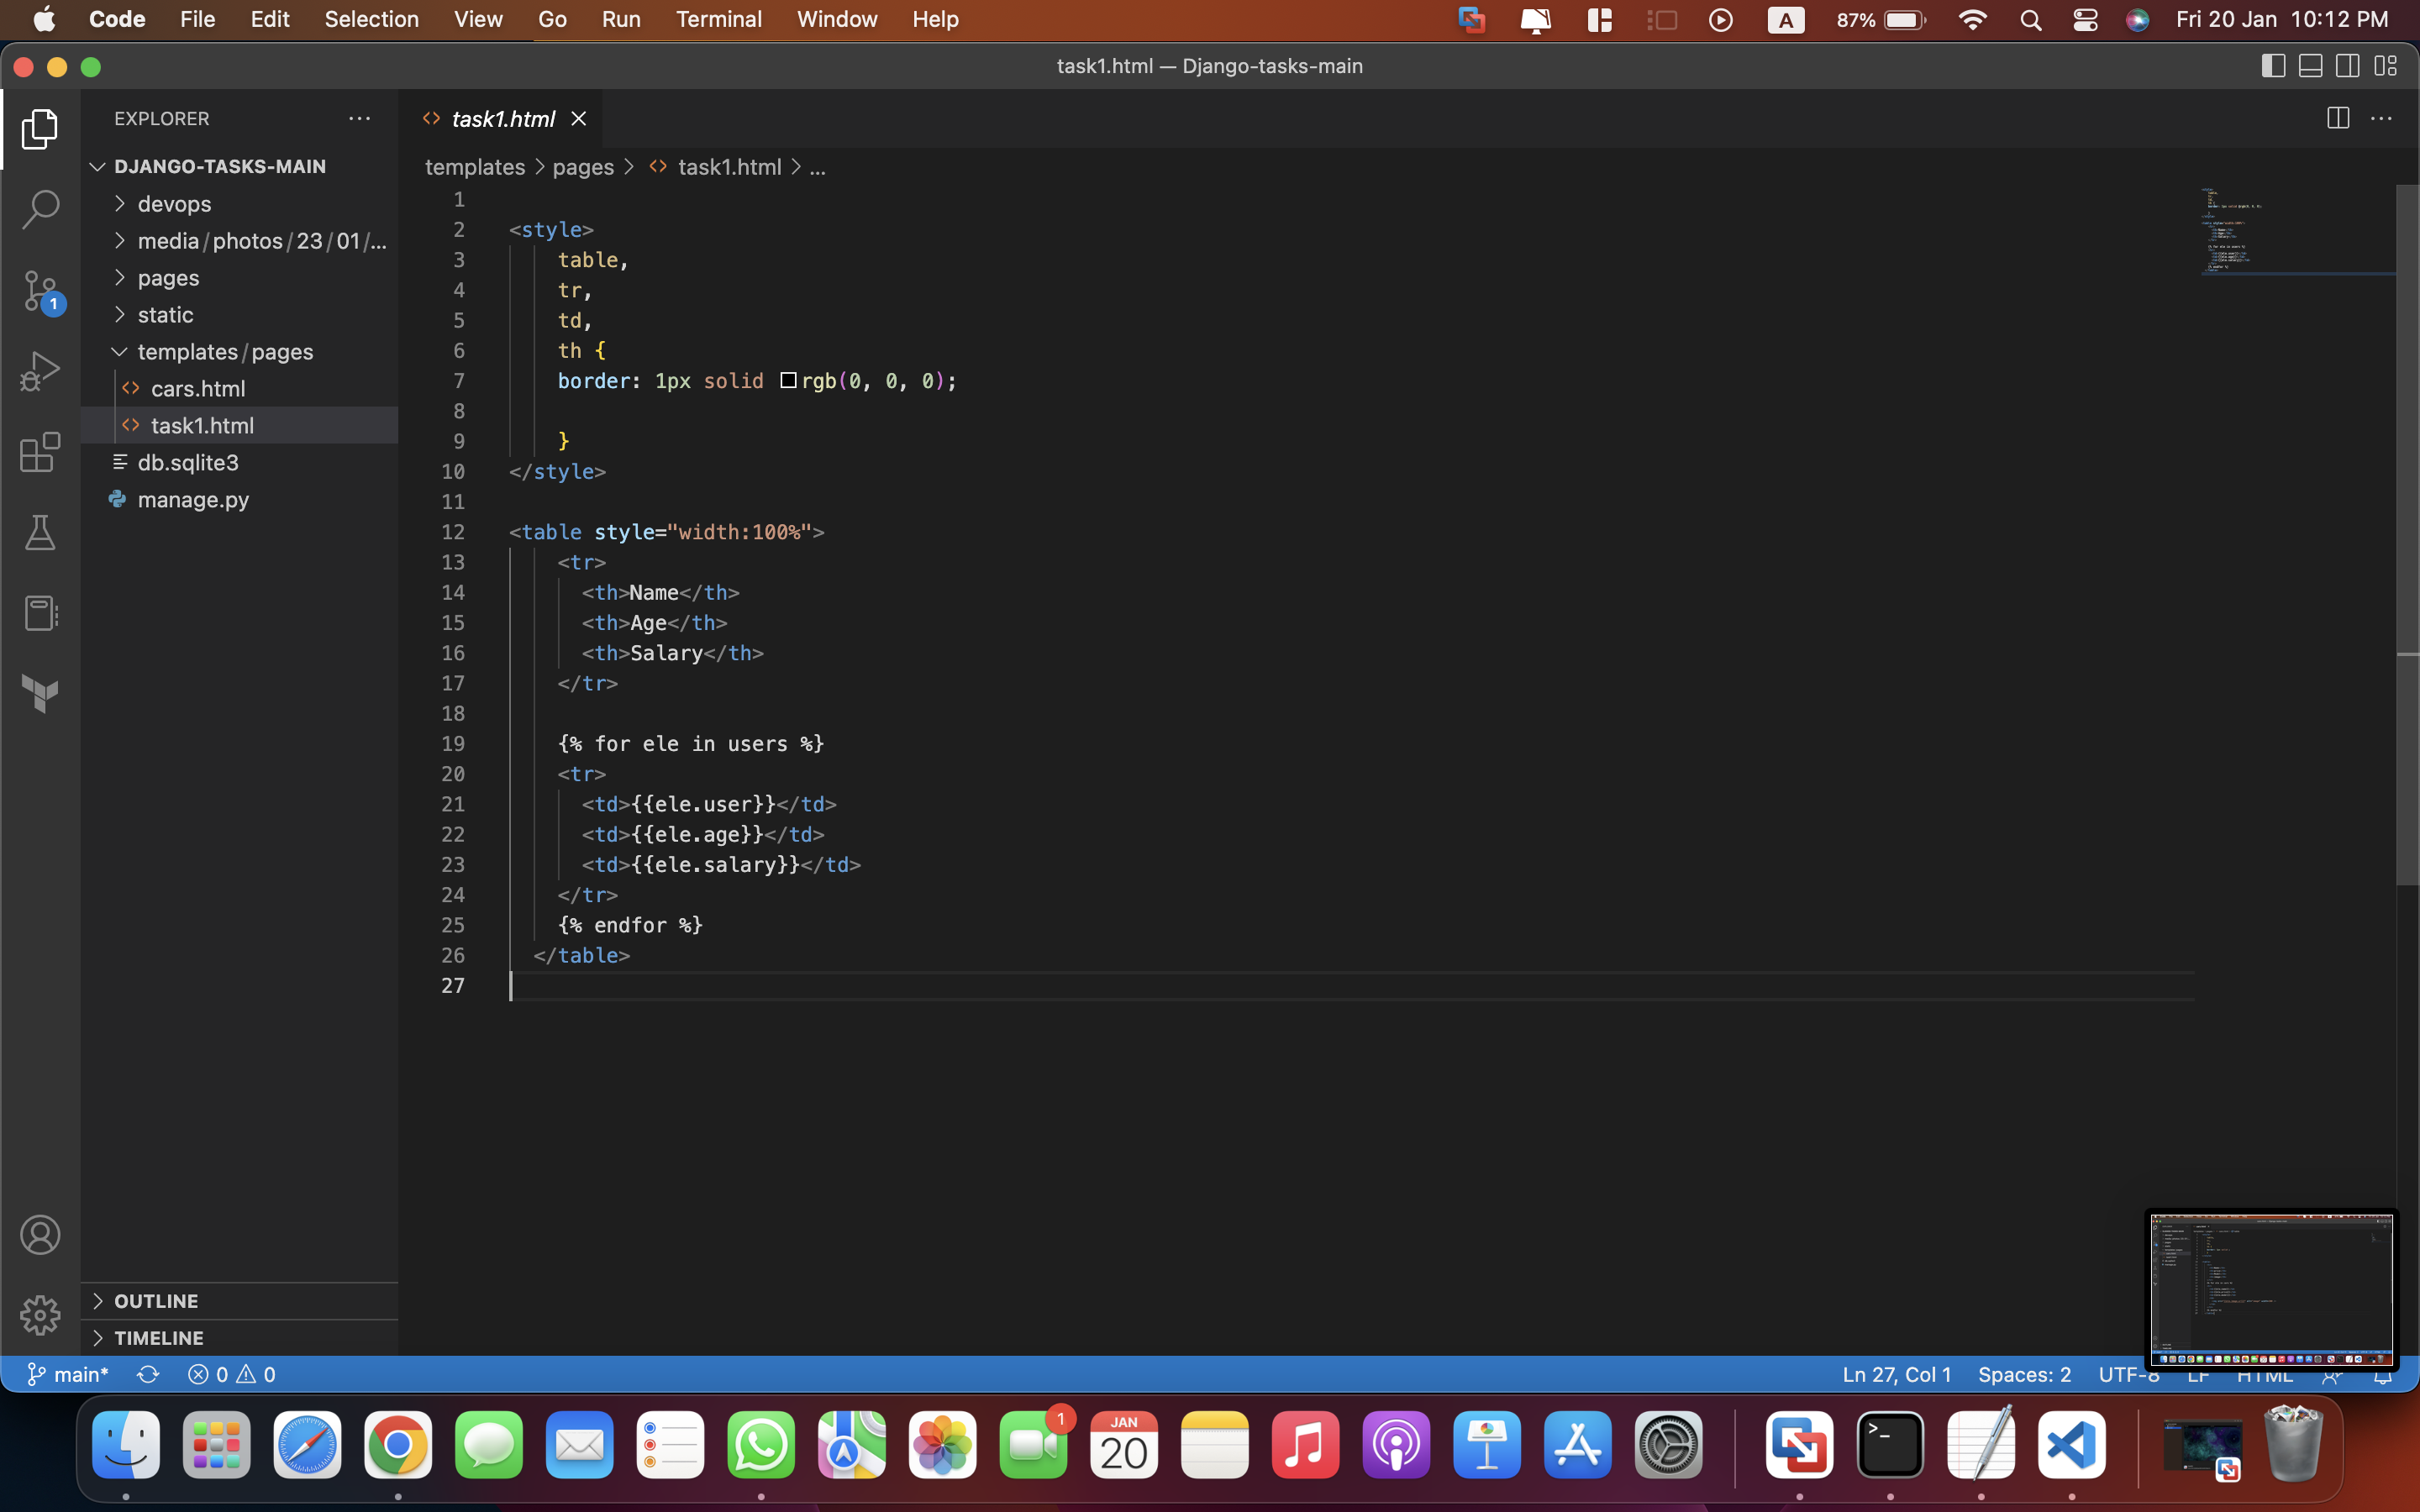 Code File Edit Selection View Go Run Terminal Window Help A 87% Fri 20 Jan 10:12 PM
task1.html — Django-tasks-main
EXPLORER
DJANGO-TASKS-MAIN
devops
media/photos/23/01/...
pages
static
templates/pages
cars.html
task1.html
db.sqlite3
manage.py
OUTLINE
TIMELINE
1
task1.html
templates > pages > task1.html > ...
1
2 <style>
3 table,
4 tr,
5 td,
6 th {
7 border: 1px solid rgb(0, 0, 0);
8
9 }
10 </style>
11
12 <table style="width:100%">
13 <tr>
14 <th>Name</th>
15 <th>Age</th>
16 <th>Salary</th>
17 </tr>
18
19 {% for ele in users %}
20 <tr>
21 <td>{{ele.user}}</td>
22 <td>{{ele.age}}</td>
23 <td>{{ele.salary}}</td>
24 </tr>
25 {% endfor %}
26 </table>
27
main* 0 0 Ln 27, Col 1 Spaces: 2 UTF-8 LF HTML
1
JAN
20